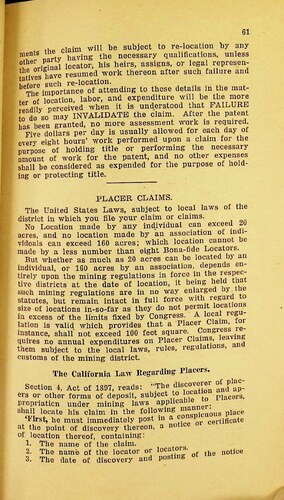 61
ments the claim will be subject to re-location by any
other party having the necessary qualifications, unless
the original locator, his heirs, assigns, or legal represen-
tatives have resumed work thereon after such failure and
before such re-location.
The importance of attending to these details in the mat-
ter of location, labor, and expenditure will be the more
readily perceived when it is understood that FAILURE
to do so may INVALIDATE the claim. After the patent
has been granted, no more assessment work is required.
Five dollars per day is usually allowed for each day of
every eight hours' work performed upon a claim for the
purpose of holding title or performing the necessary
amount of work for the patent, and no other expenses
shall be considered as expended for the purpose of hold-
ing or protecting title.
PLACER CLAIMS.
The United States Laws, subject to local laws of the
district in which you file your claim or claims.
No Location made by any individual can exceed 20
acres, and no location made by an association of indi-
viduals can exceed 160 acres; which location cannot be
made by a less number than eight Bona-fide Locators.
But whether as much as 20 acres can be located by an
individual, or 160 acres by an association, depends en-
tirely upon the mining regulations in force in the respec-
tive districts at the date of location, it being held that
such mining regulations are in no way enlarged by the
statutes, but remain intact in full force with regard to
size of locations in-so-far as they do not permit locations
in excess of the limits fixed by Congress. A local regu-
lation is valid which provides that a Placer Claim, for
instance, shall not exceed 100 feet square. Congress re-
quires no annual expenditures on Placer Claims, leaving
them subject to the local laws, rules, regulations, and
customs of the mining district.
The California Law Regarding Placers.
Section 4, Act of 1897, reads: "The discoverer of plac-
ers or other forms of deposit, subject to location and ap-
propriation under mining laws applicable to Placers,
shall locate his claim in the following manner:
"First, he must immediately post in a conspicuous place
at the point of discovery thereon, a notice or certificate
of location thereof, containing:
1. The name of the claim.
2. The name of the locator or locators.
3. The date of discovery and posting of the notice